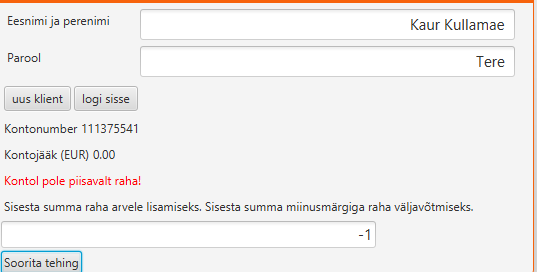 Eesnimi ja perenimi Kaur Kullamae
Parool Tere
uus klient logi sisse
Kontonumber 111375541
Kontojääk (EUR) 0.00
Kontol pole piisavalt raha!
Sisesta summa raha arvele lisamiseks. Sisesta summa miinusmärgiga raha väljavõtmiseks.
-1
Soorita tehing